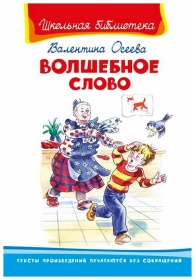 Школьная библиотека
Валентина Осеева
ВОЛШЕБНОЕ
СЛОВО
ТЕКСТЫ ПРОИЗВЕДЕНИЙ ПЕЧАТАЮТСЯ БЕЗ СОКРАЩЕНИЙ